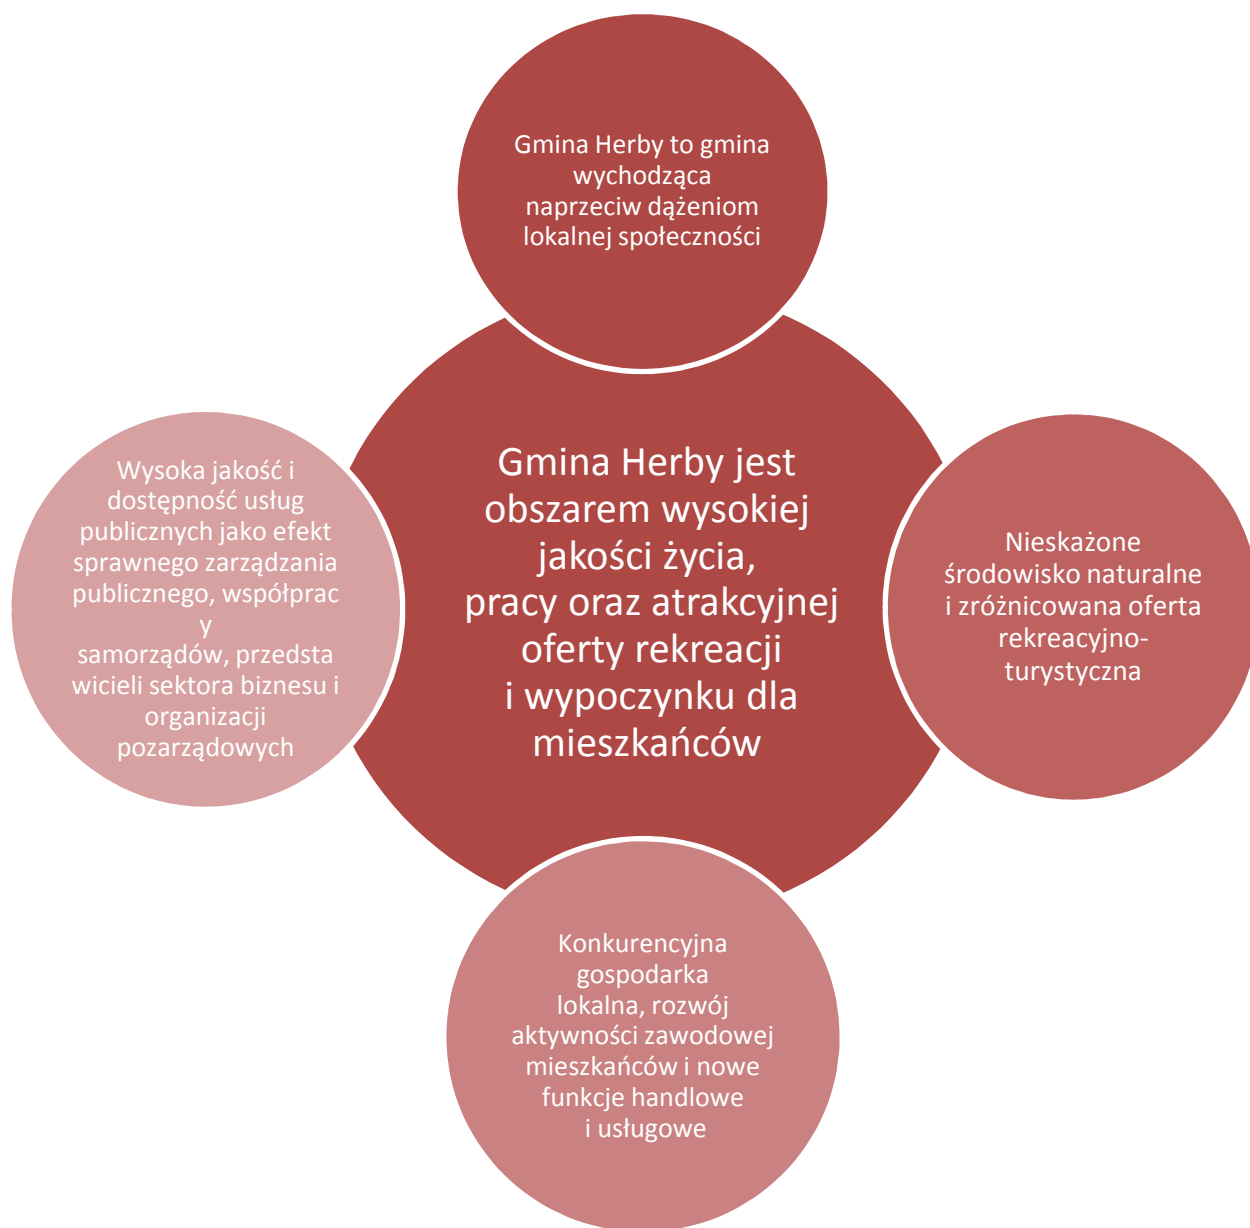 Gmina Herby to gmina
wychodząca
naprzeciw dążeniom
lokalnej społeczności
Gmina Herby jest
obszarem wysokiej
jakości życia,
pracy oraz atrakcyjnej
oferty rekreacji
i wypoczynku dla
mieszkańców
Nieskażone
środowisko naturalne
i zróżnicowana oferta
rekreacyjno-
turystyczna
Konkurencyjna
gospodarka
lokalna, rozwój
aktywności zawodowej
mieszkańców i nowe
funkcje handlowe
i usługowe
Wysoka jakość i
dostępność usług
publicznych jako efekt
sprawnego zarządzania
publicznego, współprac
y
samorządów, przedsta
wicieli sektora biznesu i
organizacji
pozarządowych